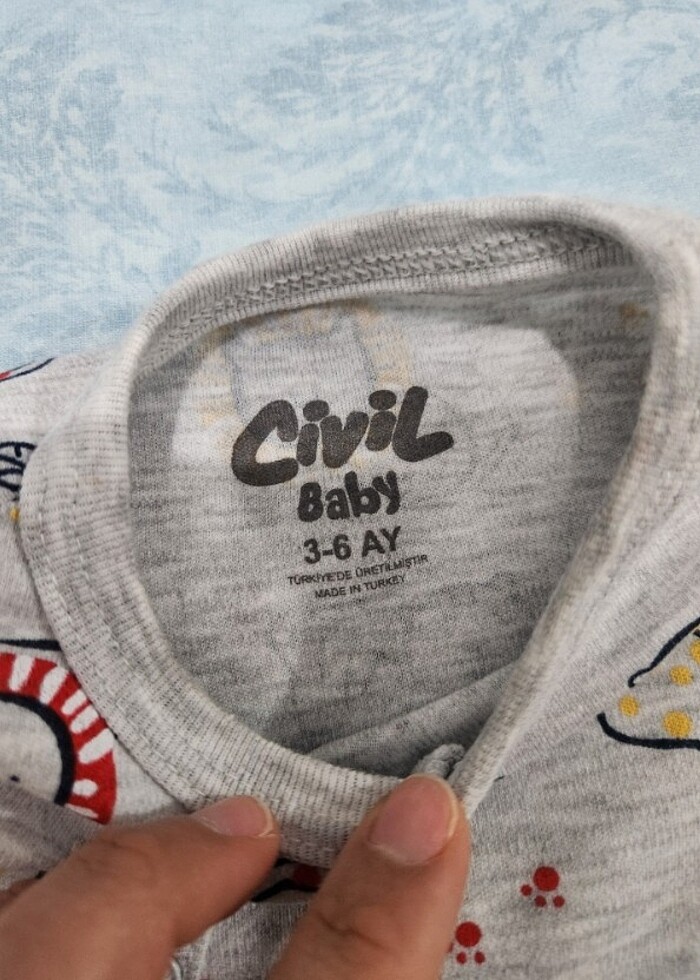 CiviL
Baby
3-6 AY
TÜRKİYE'DE ÜRETİLMİŞTİR
MADE IN TURKEY